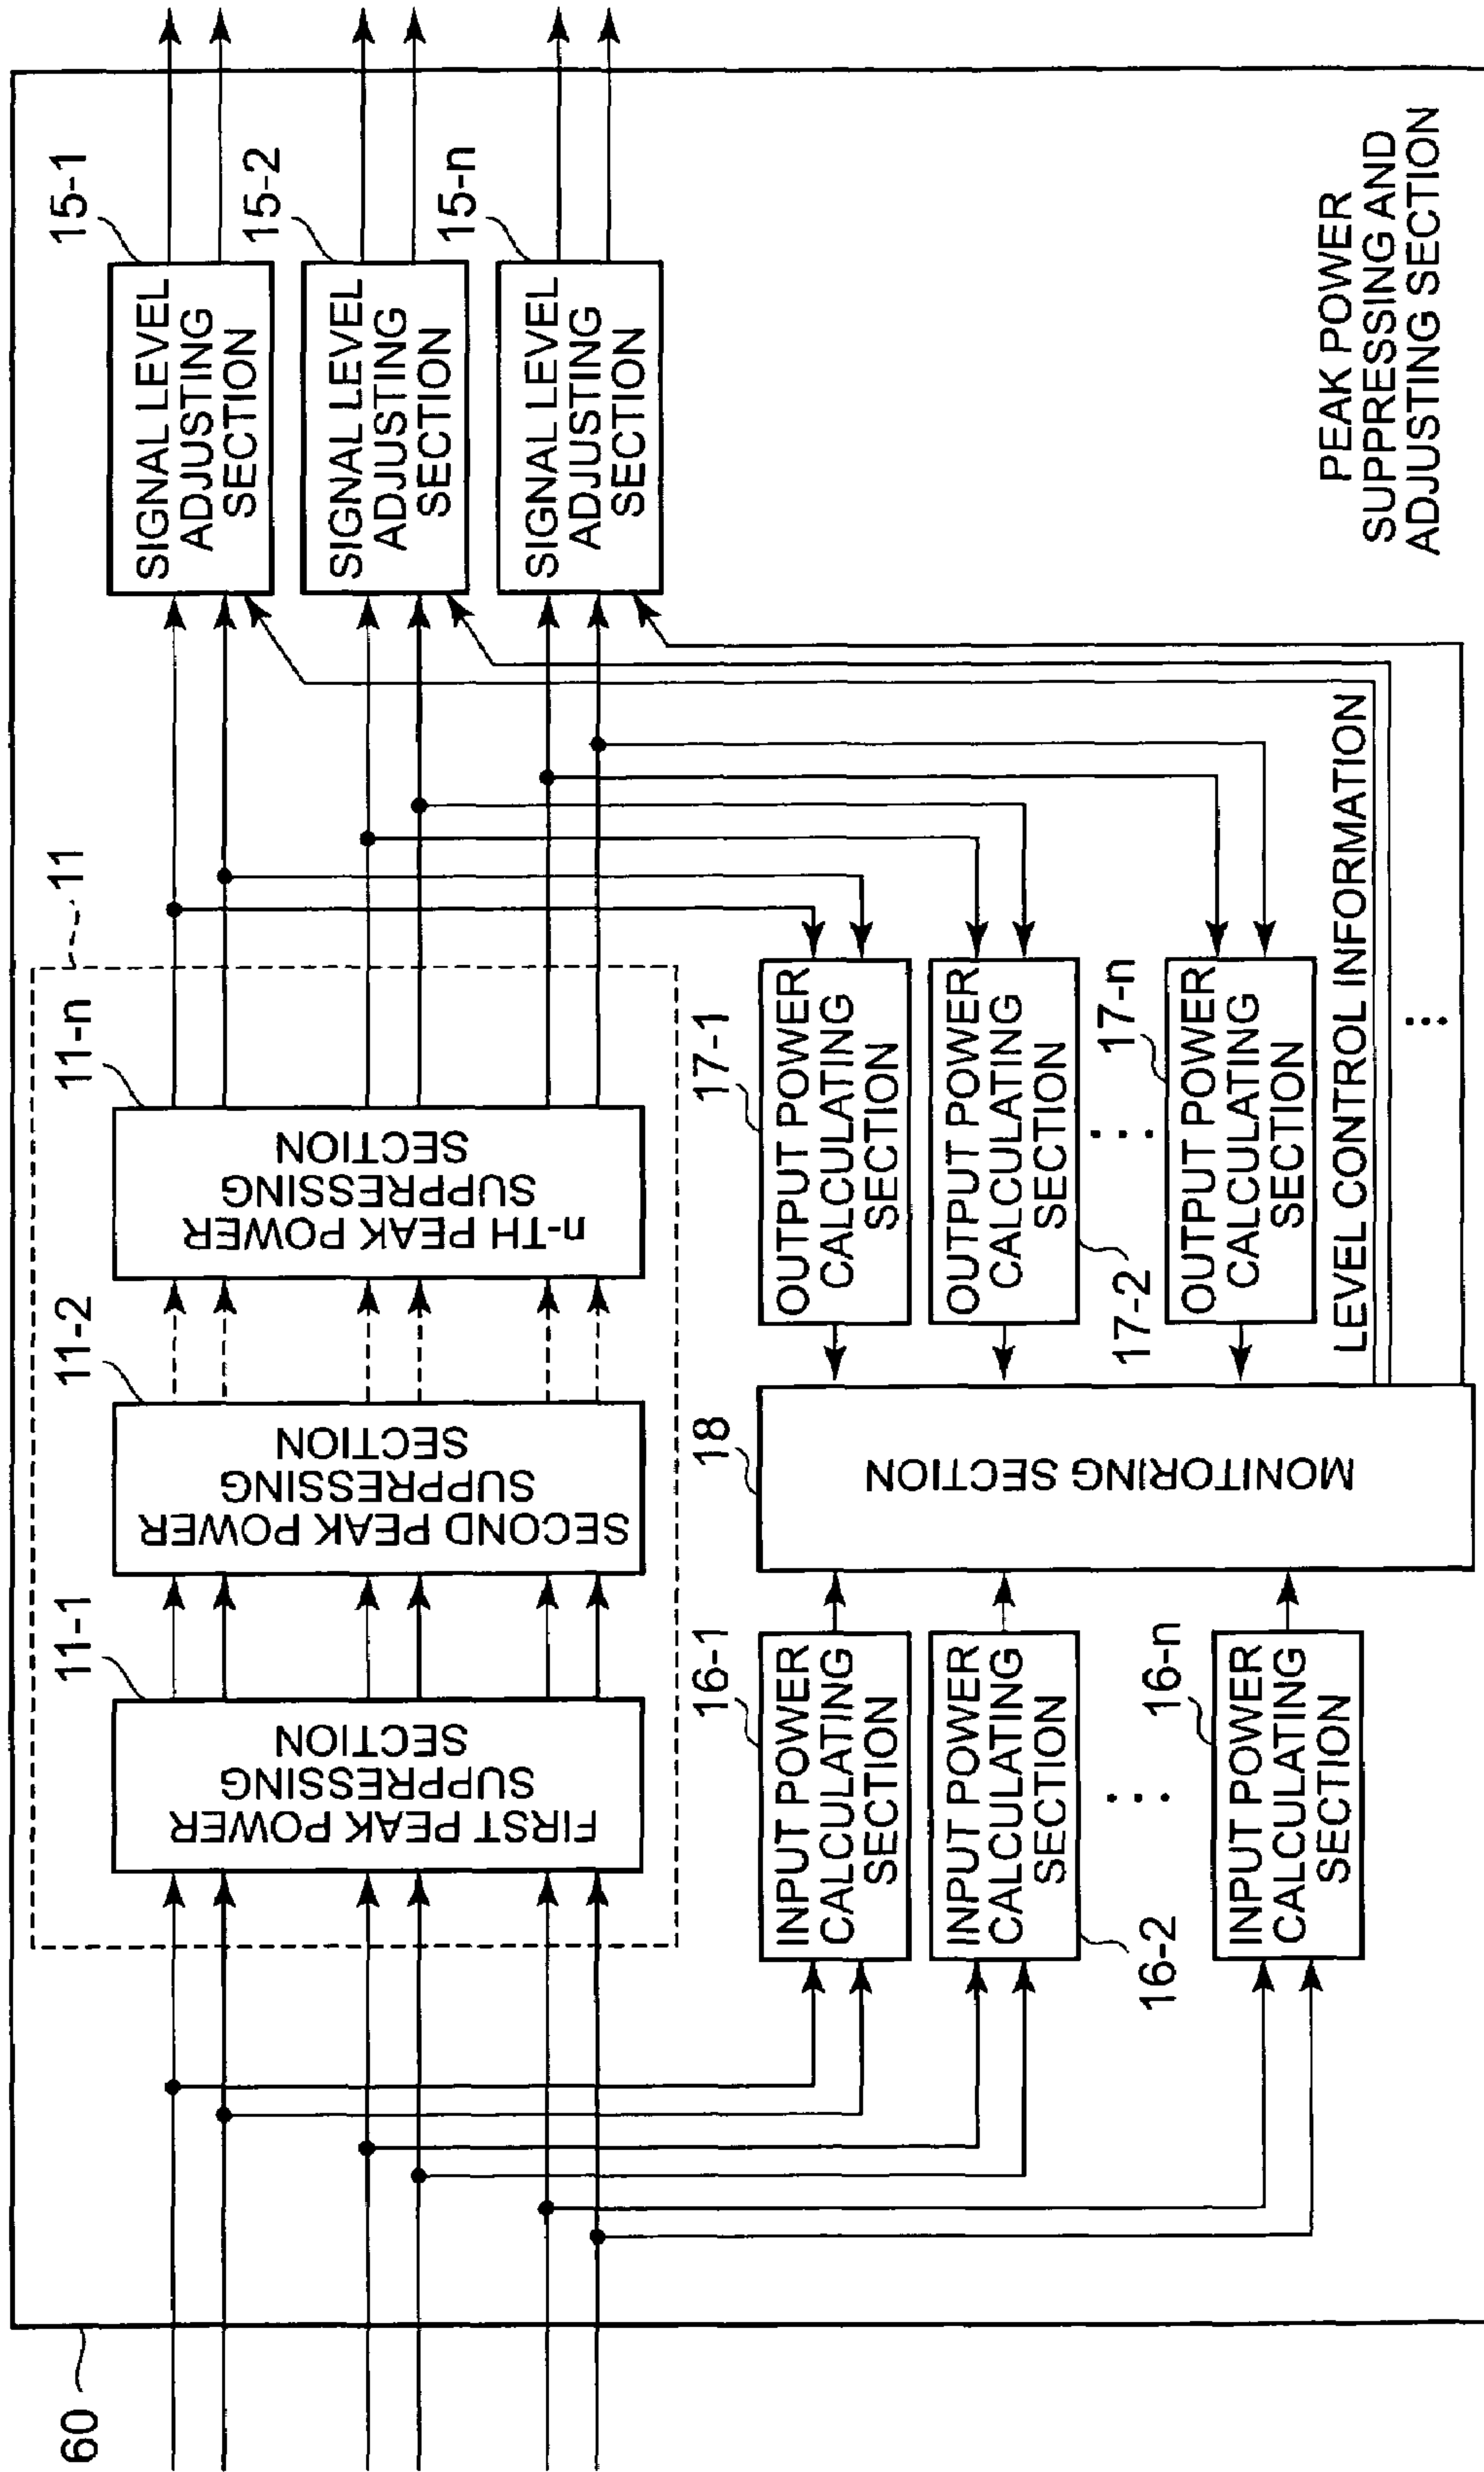 60
11
11-1
FIRST PEAK POWER
SUPPRESSING
SECTION
11-2
SECOND PEAK POWER
SUPPRESSING
SECTION
11-n
n-TH PEAK POWER
SUPPRESSING
SECTION
15-1
SIGNAL LEVEL
ADJUSTING
SECTION
15-2
SIGNAL LEVEL
ADJUSTING
SECTION
15-n
SIGNAL LEVEL
ADJUSTING
SECTION
16-1
INPUT POWER
CALCULATING
SECTION
16-2
INPUT POWER
CALCULATING
SECTION
⋮
16-n
INPUT POWER
CALCULATING
SECTION
18
MONITORING SECTION
17-1
OUTPUT POWER
CALCULATING
SECTION
17-2
OUTPUT POWER
CALCULATING
SECTION
⋮
17-n
OUTPUT POWER
CALCULATING
SECTION
LEVEL CONTROL INFORMATION
⋮
PEAK POWER
SUPPRESSING AND
ADJUSTING SECTION